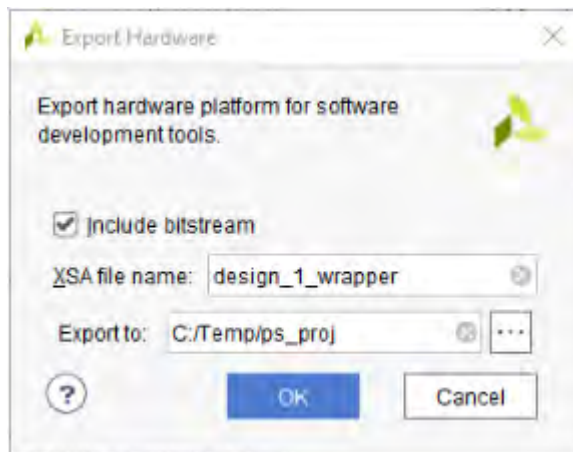 Export Hardware
Export hardware platform for software
development tools.
Include bitstream
XSA file name: design_1_wrapper
Export to: C:/Temp/ps_proj ...
? OK Cancel